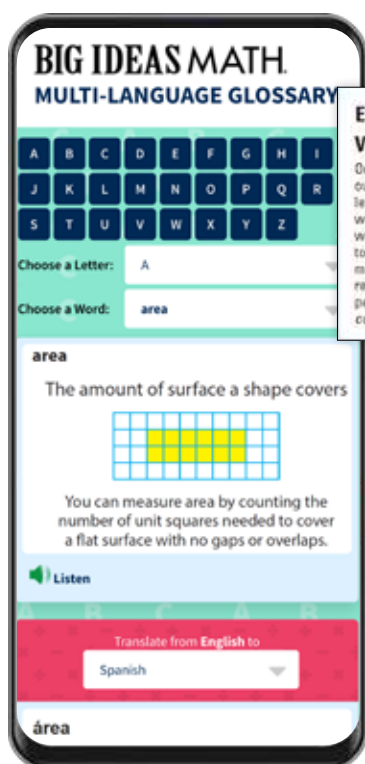 BIG IDEAS MATH.
MULTI-LANGUAGE GLOSSARY
A B C D E F G H I
J K L M N O P Q R
S T U V W X Y Z
Choose a Letter: A
Choose a Word: area
area
The amount of surface a shape covers
You can measure area by counting the
number of unit squares needed to cover
a flat surface with no gaps or overlaps.
Listen
Translate from English to
Spanish
área